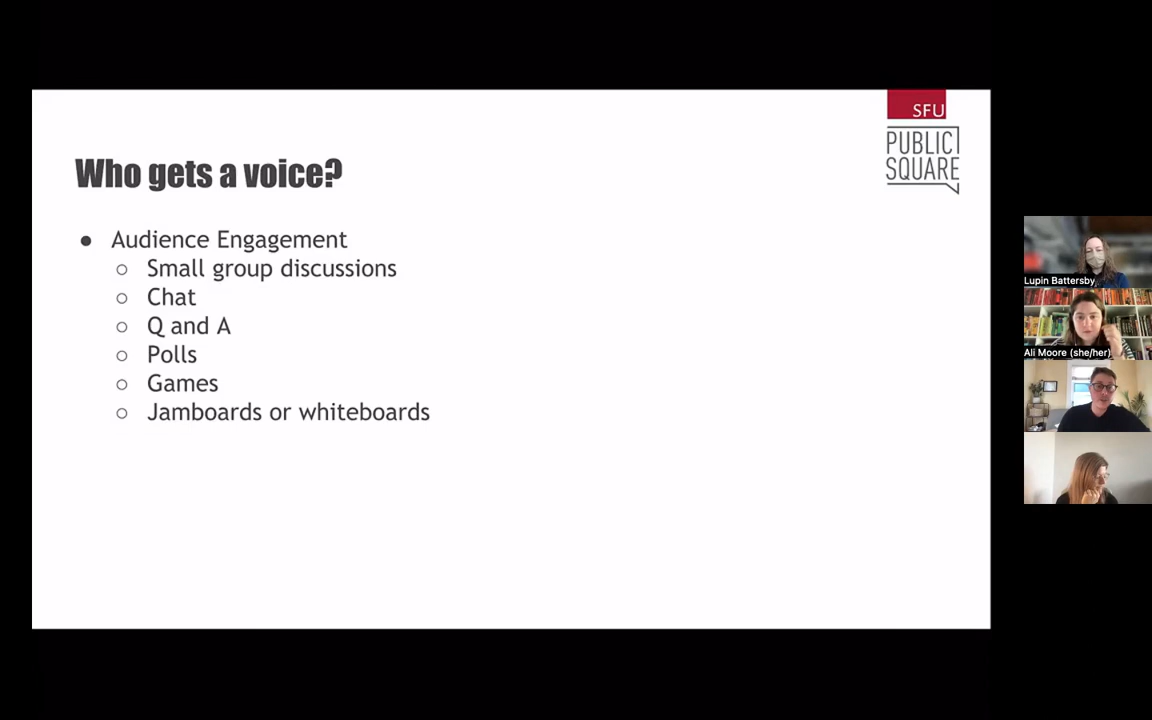 SFU
PUBLIC
SQUARE
Who gets a voice?
● Audience Engagement
○ Small group discussions
○ Chat
○ Q and A
○ Polls
○ Games
○ Jamboards or whiteboards
Lupin Battersby
Ali Moore (she/her)